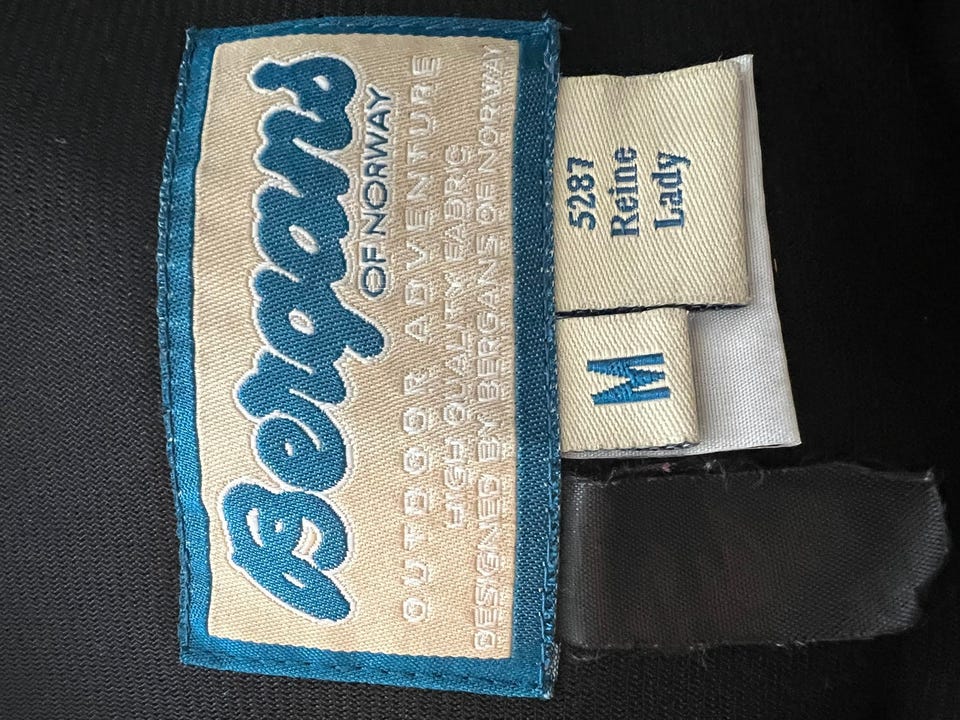 Bergans
OF NORWAY
OUTDOOR ADVENTURE
HIGH QUALITY FABRIC
DESIGNED BY BERGANS OF NORWAY
5287
Reine
Lady
M